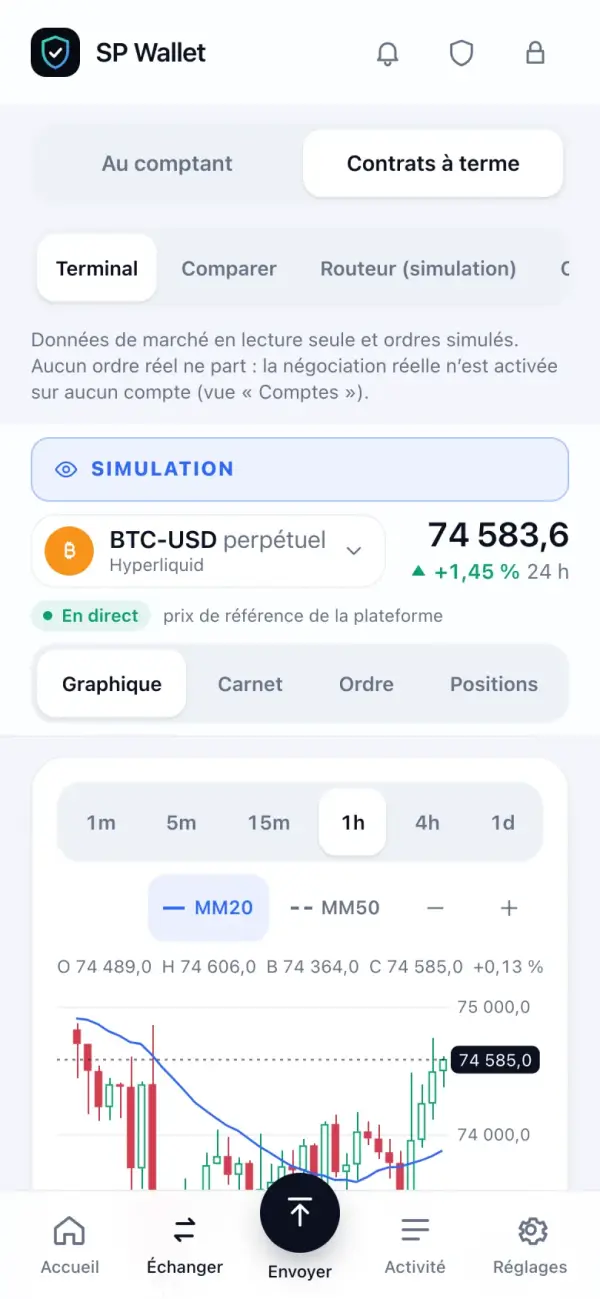 SP Wallet
Au comptant
Contrats à terme
Terminal
Comparer
Routeur (simulation)
Données de marché en lecture seule et ordres simulés.
Aucun ordre réel ne part : la négociation réelle n’est activée
sur aucun compte (vue « Comptes »).
SIMULATION
BTC-USD perpétuel
Hyperliquid
74 583,6
+1,45 % 24 h
En direct
prix de référence de la plateforme
Graphique
Carnet
Ordre
Positions
1m
5m
15m
1h
4h
1d
MM20
MM50
O 74 489,0 H 74 606,0 B 74 364,0 C 74 585,0 +0,13 %
75 000,0
74 585,0
74 000,0
Accueil
Échanger
Envoyer
Activité
Réglages